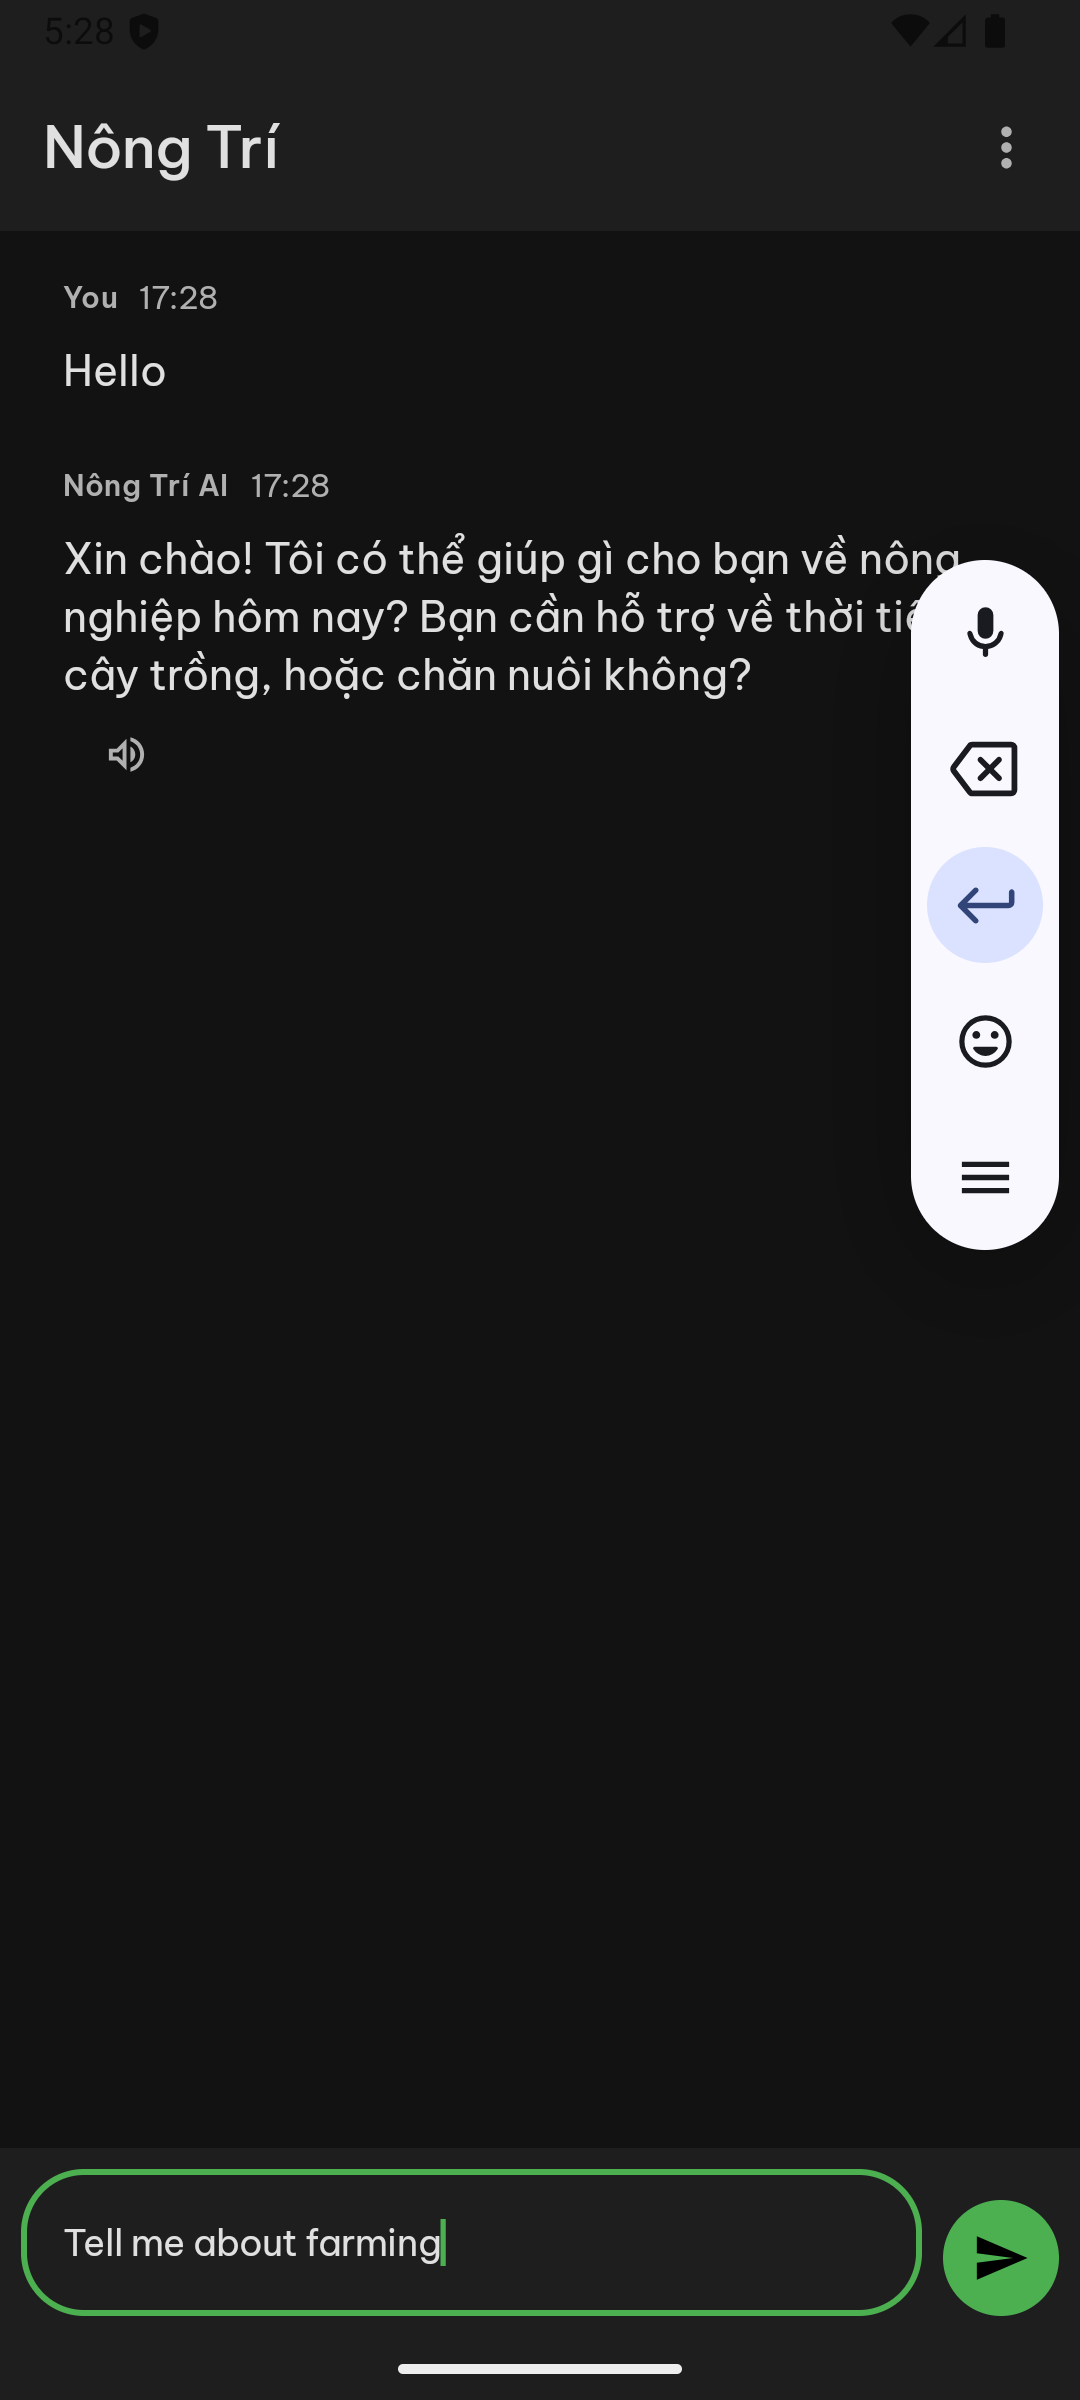 5:28
Nông Trí
You 17:28
Hello
Nông Trí AI 17:28
Xin chào! Tôi có thể giúp gì cho bạn về nông
nghiệp hôm nay? Bạn cần hỗ trợ về thời
cây trồng, hoặc chăn nuôi không?
Tell me about farming